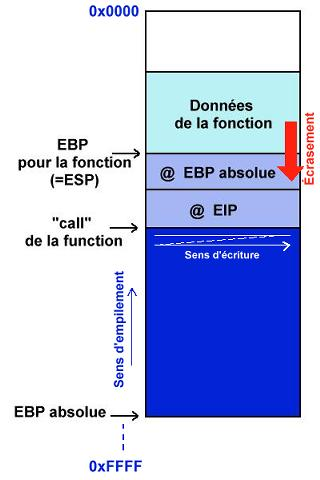 0x0000
Données
de la fonction
Écrasement
EBP
pour la fonction
(=ESP)
@ EBP absolue
@ EIP
"call"
de la function
Sens d'écriture
Sens d'empilement
EBP absolue
0xFFFF